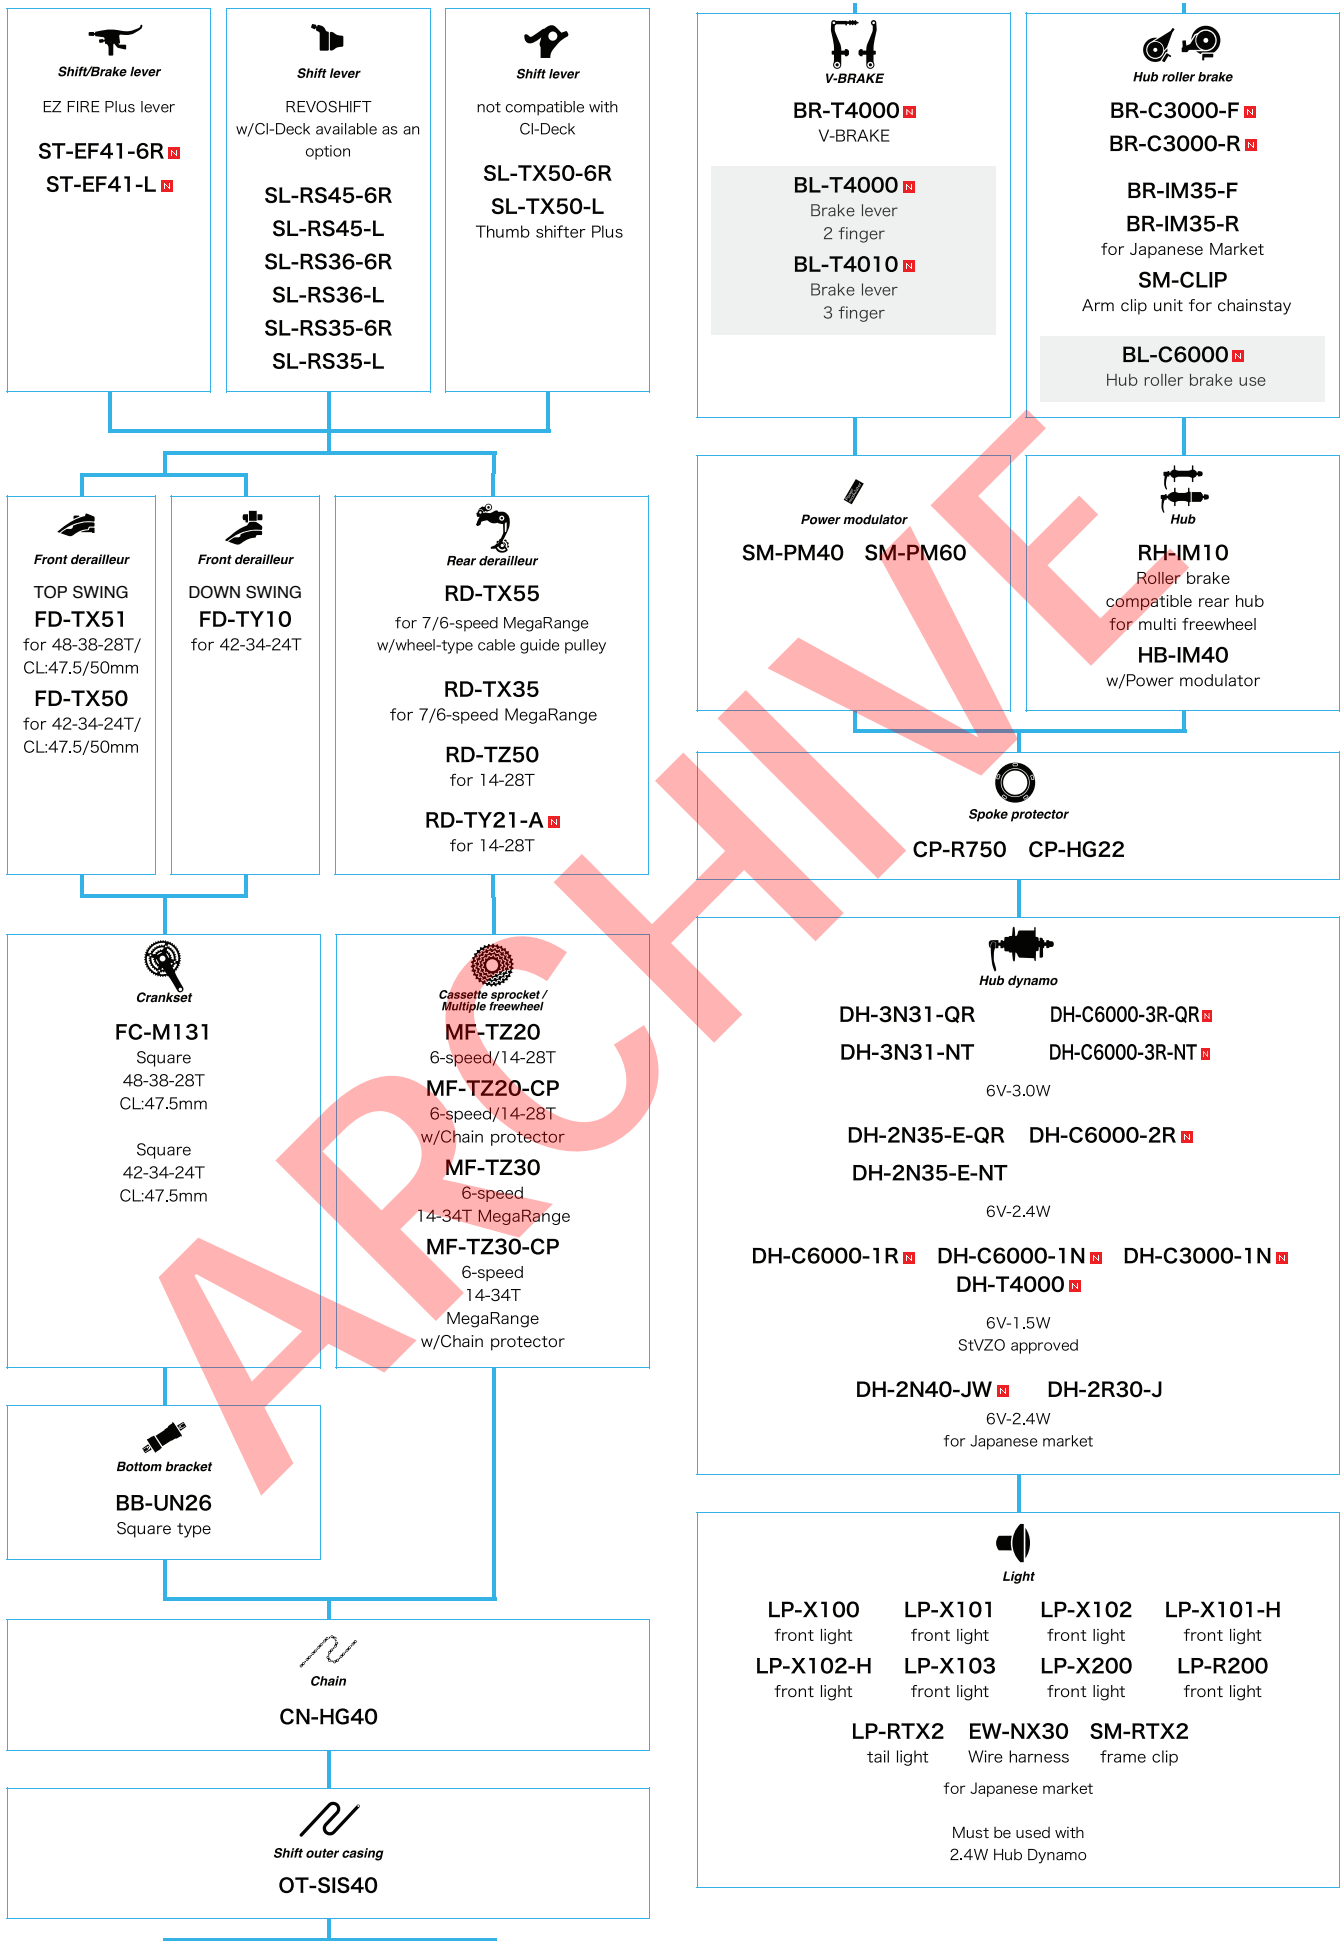 Shift/Brake lever
EZ FIRE Plus lever
ST-EF41-6R N
ST-EF41-L N
Shift lever
REVOSHIFT
w/CI-Deck available as an
option
SL-RS45-6R
SL-RS45-L
SL-RS36-6R
SL-RS36-L
SL-RS35-6R
SL-RS35-L
Shift lever
not compatible with
CI-Deck
SL-TX50-6R
SL-TX50-L
Thumb shifter Plus
Front derailleur
TOP SWING
FD-TX51
for 48-38-28T/
CL:47.5/50mm
FD-TX50
for 42-34-24T/
CL:47.5/50mm
Front derailleur
DOWN SWING
FD-TY10
for 42-34-24T
Rear derailleur
RD-TX55
for 7/6-speed MegaRange
w/wheel-type cable guide pulley
RD-TX35
for 7/6-speed MegaRange
RD-TZ50
for 14-28T
RD-TY21-A N
for 14-28T
Crankset
FC-M131
Square
48-38-28T
CL:47.5mm
Square
42-34-24T
CL:47.5mm
Cassette sprocket /
Multiple freewheel
MF-TZ20
6-speed/14-28T
MF-TZ20-CP
6-speed/14-28T
w/Chain protector
MF-TZ30
6-speed
14-34T MegaRange
MF-TZ30-CP
6-speed
14-34T
MegaRange
w/Chain protector
Bottom bracket
BB-UN26
Square type
Chain
CN-HG40
Shift outer casing
OT-SIS40
V-BRAKE
BR-T4000 N
V-BRAKE
BL-T4000 N
Brake lever
2 finger
BL-T4010 N
Brake lever
3 finger
Hub roller brake
BR-C3000-F N
BR-C3000-R N
BR-IM35-F
BR-IM35-R
for Japanese Market
SM-CLIP
Arm clip unit for chainstay
BL-C6000 N
Hub roller brake use
Power modulator
SM-PM40 SM-PM60
Hub
RH-IM10
Roller brake
compatible rear hub
for multi freewheel
HB-IM40
w/Power modulator
Spoke protector
CP-R750 CP-HG22
Hub dynamo
DH-3N31-QR DH-C6000-3R-QR N
DH-3N31-NT DH-C6000-3R-NT N
6V-3.0W
DH-2N35-E-QR DH-C6000-2R N
DH-2N35-E-NT
6V-2.4W
DH-C6000-1R N DH-C6000-1N N DH-C3000-1N N
DH-T4000 N
6V-1.5W
StVZO approved
DH-2N40-JW N DH-2R30-J
6V-2.4W
for Japanese market
Light
LP-X100 LP-X101 LP-X102 LP-X101-H
front light front light front light front light
LP-X102-H LP-X103 LP-X200 LP-R200
front light front light front light front light
LP-RTX2 EW-NX30 SM-RTX2
tail light Wire harness frame clip
for Japanese market
Must be used with
2.4W Hub Dynamo
ARCHIVE